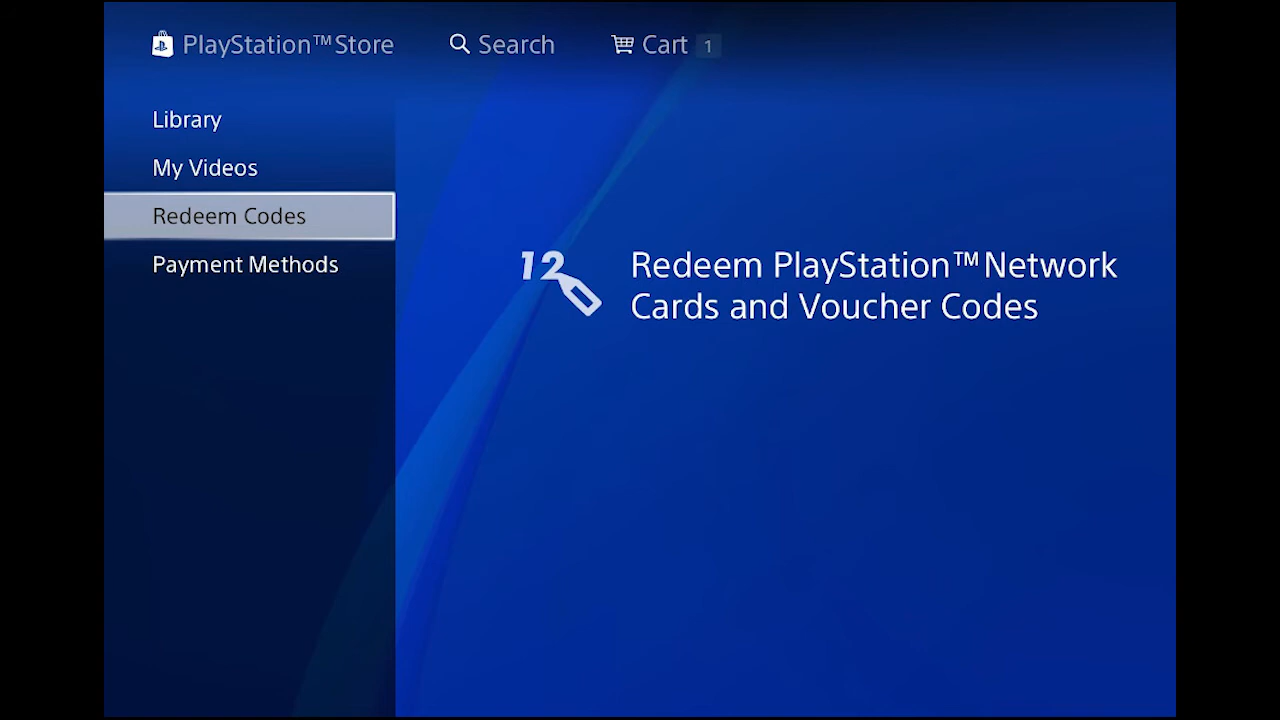 PlayStation™Store
Search
Cart 1
Library
My Videos
Redeem Codes
Payment Methods
12
Redeem PlayStation™Network
Cards and Voucher Codes